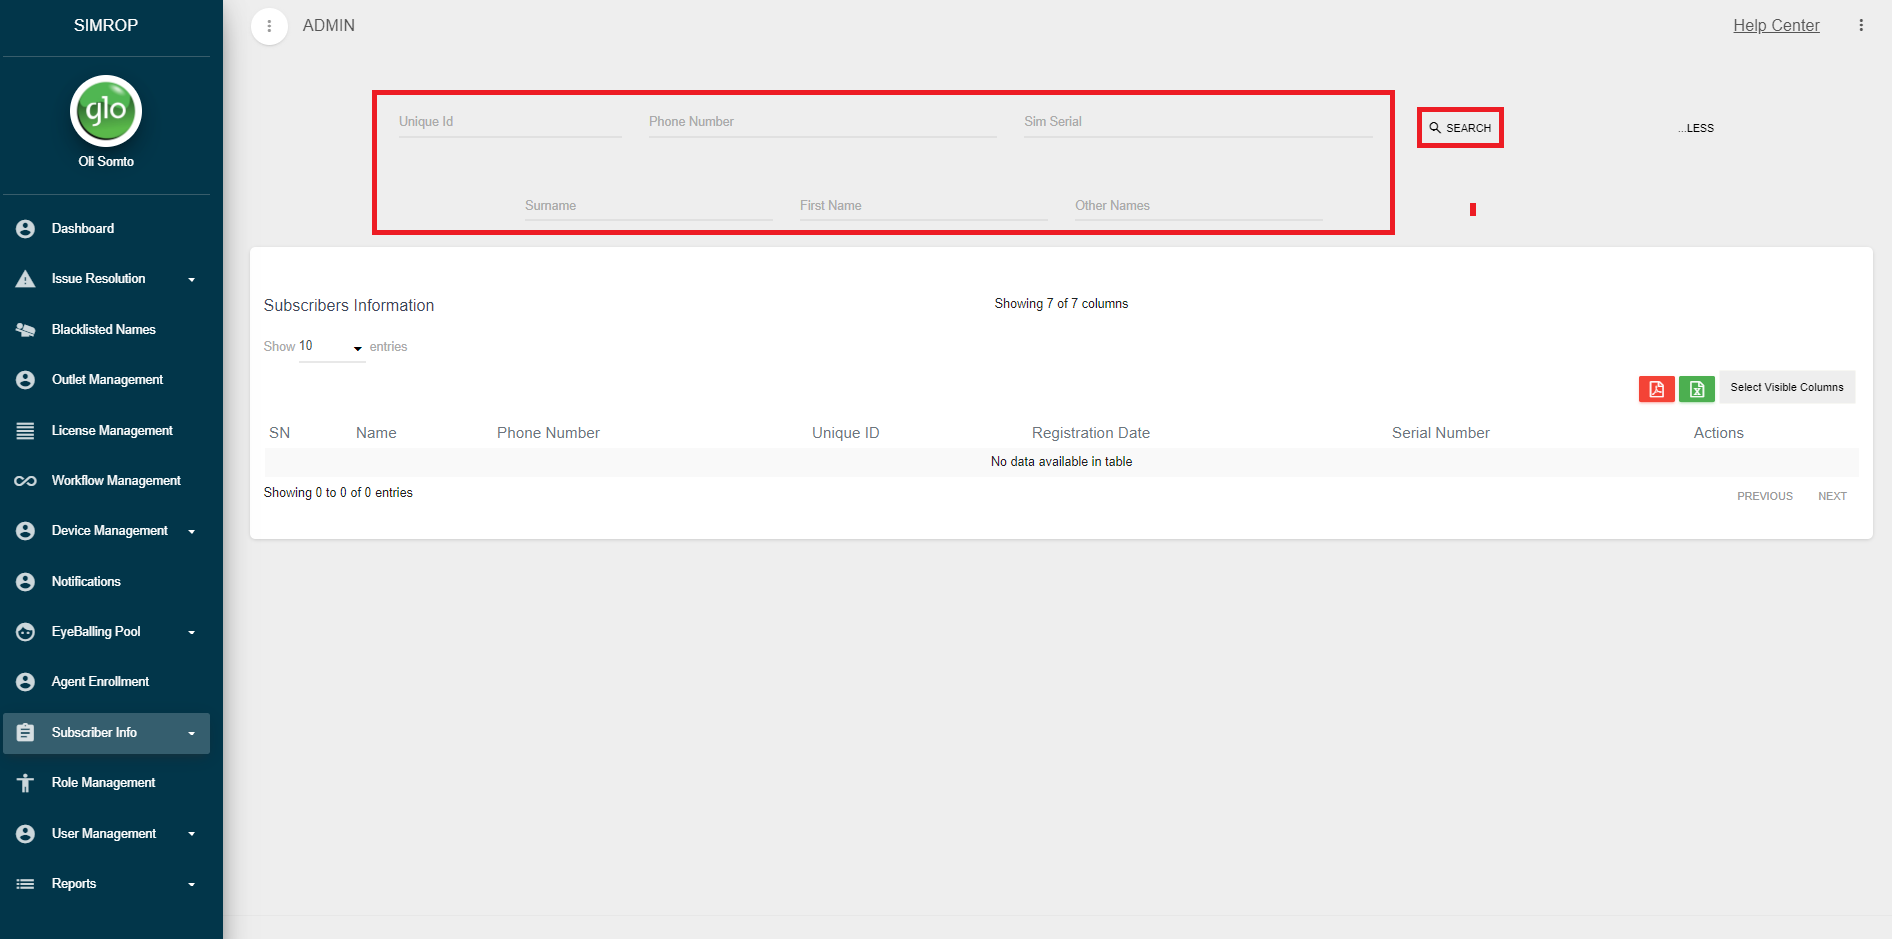 SIMROP
glo
Oli Somto
Dashboard
Issue Resolution
Blacklisted Names
Outlet Management
License Management
Workflow Management
Device Management
Notifications
EyeBalling Pool
Agent Enrollment
Subscriber Info
Role Management
User Management
Reports
ADMIN
Help Center
Unique Id
Phone Number
Sim Serial
SEARCH
...LESS
Surname
First Name
Other Names
Subscribers Information
Showing 7 of 7 columns
Show 10 entries
Select Visible Columns
SN Name Phone Number Unique ID Registration Date Serial Number Actions
No data available in table
Showing 0 to 0 of 0 entries
PREVIOUS NEXT